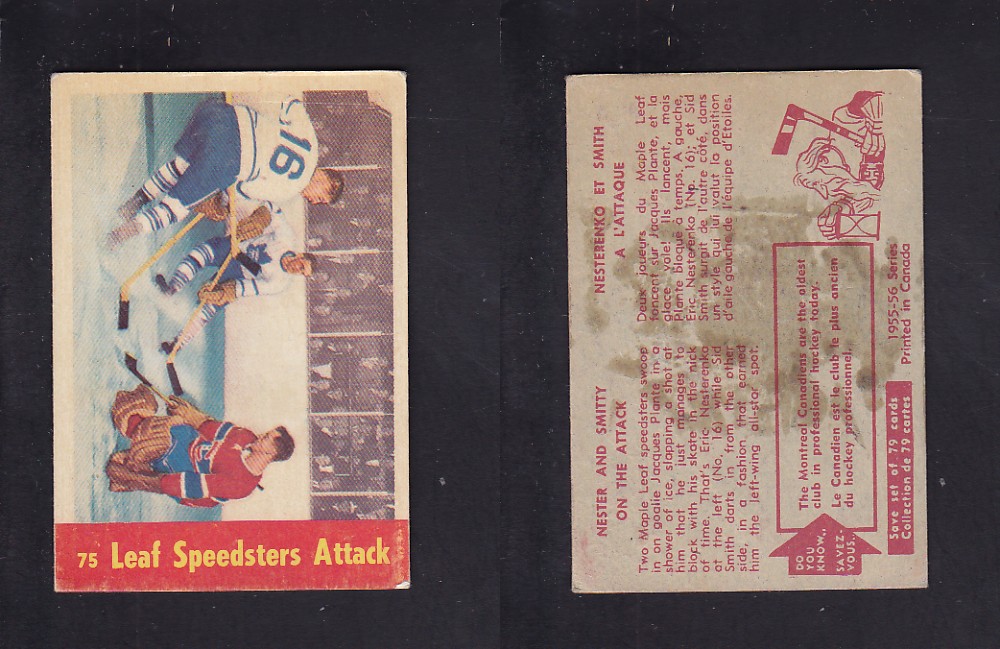 16
75 Leaf Speedsters Attack
NESTER AND SMITTY
ON THE ATTACK
Two Maple Leaf speedsters swoop
in on goalie Jacques Plante in a
shower of ice, slapping a shot at
him that he just manages to
block with his skate in the nick
of time. That's Eric Nesterenko
at the left (No. 16) while Sid
Smith darts in from the other
side, in a fashion that earned
him the left-wing all-star spot.
NESTERENKO ET SMITH
A L'ATTAQUE
Deux joueurs du Maple Leaf
foncent sur Jacques Plante, et la
glace vole! Ils lancent, mais
Plante bloque à temps. A gauche,
Eric Nesterenko (No. 16); et Sid
Smith surgit de l'autre côté, dans
un style qui lui valut la position
d'aile gauche de l'équipe d'Etoiles.
DO
YOU
KNOW..
SAVEZ-
VOUS..
The Montreal Canadiens are the oldest
club in professional hockey today.
Le Canadien est le club le plus ancien
du hockey professionnel.
Save set of 79 cards
Collection de 79 cartes
1955-56 Series
Printed in Canada